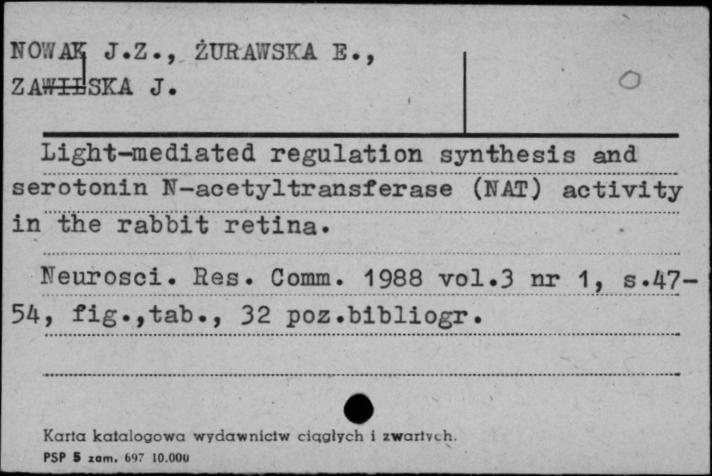 NOWAK J.Z., ŻURAWSKA E.,
ZAWILSKA J.
O
Light-mediated regulation synthesis and
serotonin N-acetyltransferase (NAT) activity
in the rabbit retina.
Neurosci. Res. Comm. 1988 vol.3 nr 1, s.47-
54, fig.,tab., 32 poz.bibliogr.
Karta katalogowa wydawnictw ciągłych i zwartych.
PSP 5 zam. 697 10.000